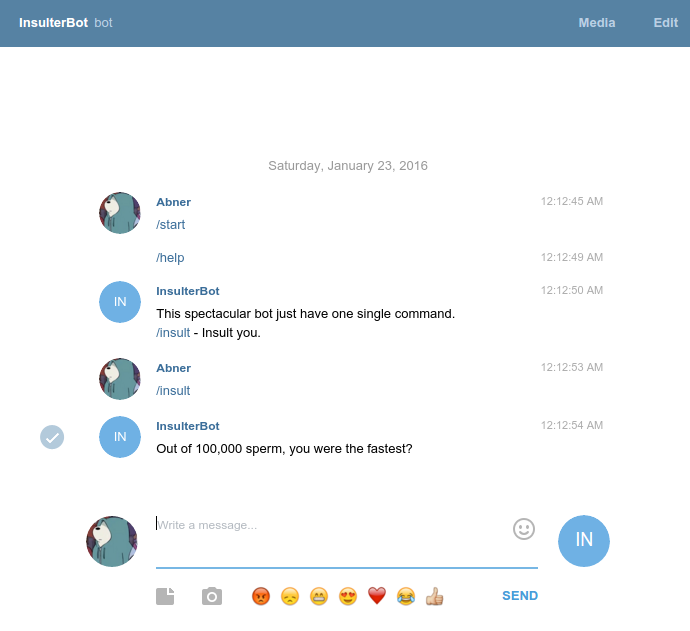 InsulterBot bot Media Edit
Saturday, January 23, 2016
Abner 12:12:45 AM
/start
/help 12:12:49 AM
IN InsulterBot 12:12:50 AM
This spectacular bot just have one single command.
/insult - Insult you.
Abner 12:12:53 AM
/insult
IN InsulterBot 12:12:54 AM
Out of 100,000 sperm, you were the fastest?
Write a message...
IN
SEND